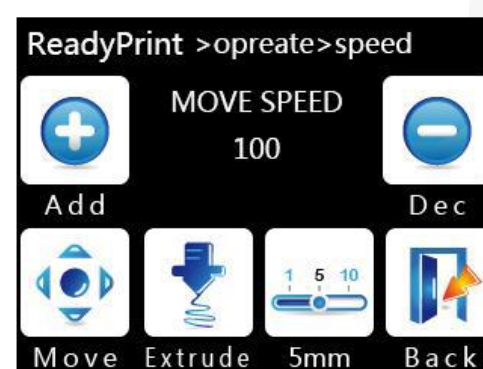 ReadyPrint >opreate>speed
MOVE SPEED
100
Add
Dec
1 5 10
Move Extrude 5mm Back